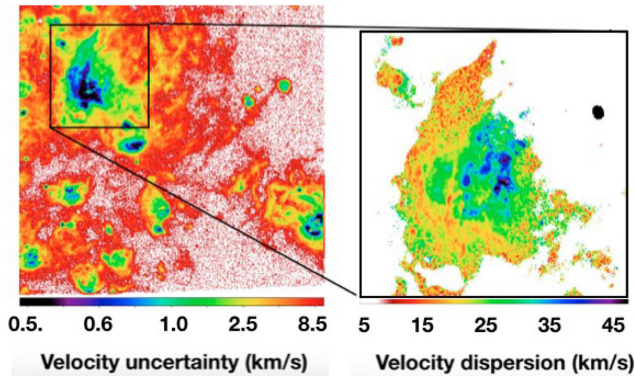 0.5. 0.6 1.0 2.5 8.5
5 15 25 35 45
Velocity uncertainty (km/s)
Velocity dispersion (km/s)